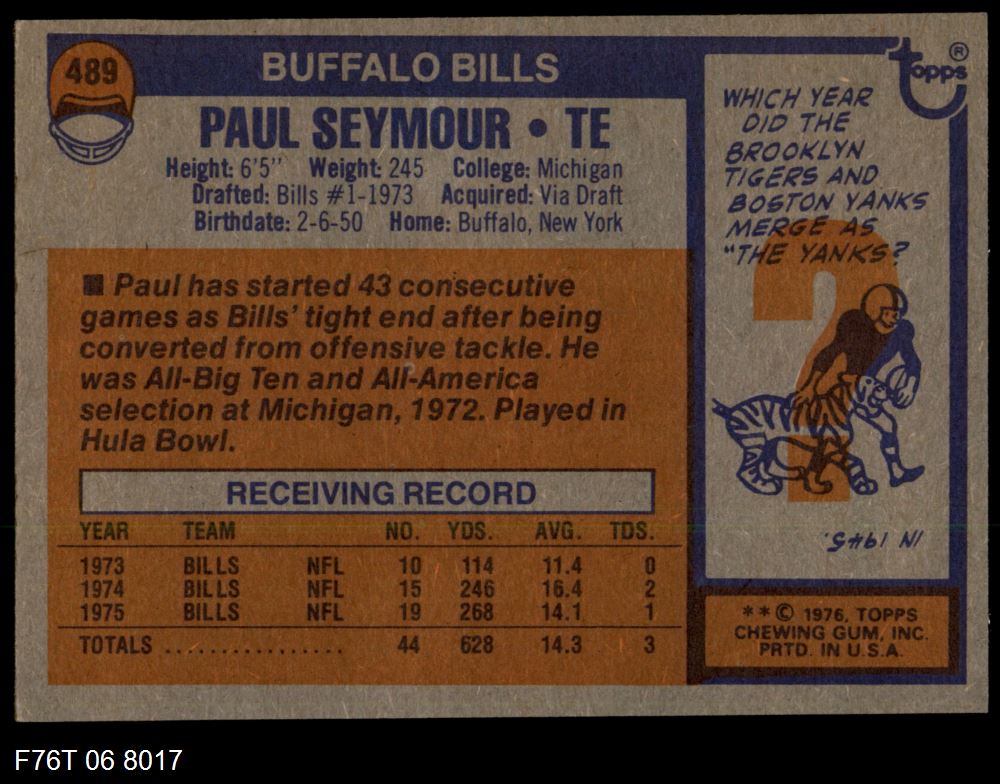 489
BUFFALO BILLS
PAUL SEYMOUR • TE
Height: 6'5" Weight: 245 College: Michigan
Drafted: Bills #1-1973 Acquired: Via Draft
Birthdate: 2-6-50 Home: Buffalo, New York
■ Paul has started 43 consecutive
games as Bills' tight end after being
converted from offensive tackle. He
was All-Big Ten and All-America
selection at Michigan, 1972. Played in
Hula Bowl.
RECEIVING RECORD
YEAR TEAM NO. YDS. AVG. TDS.
1973 BILLS NFL 10 114 11.4 0
1974 BILLS NFL 15 246 16.4 2
1975 BILLS NFL 19 268 14.1 1
TOTALS ................ 44 628 14.3 3
Topps®
WHICH YEAR
DID THE
BROOKLYN
TIGERS AND
BOSTON YANKS
MERGE AS
"THE YANKS?
?
IN 1945.
**© 1976, TOPPS
CHEWING GUM, INC.
PRTD. IN U.S.A.
F76T 06 8017